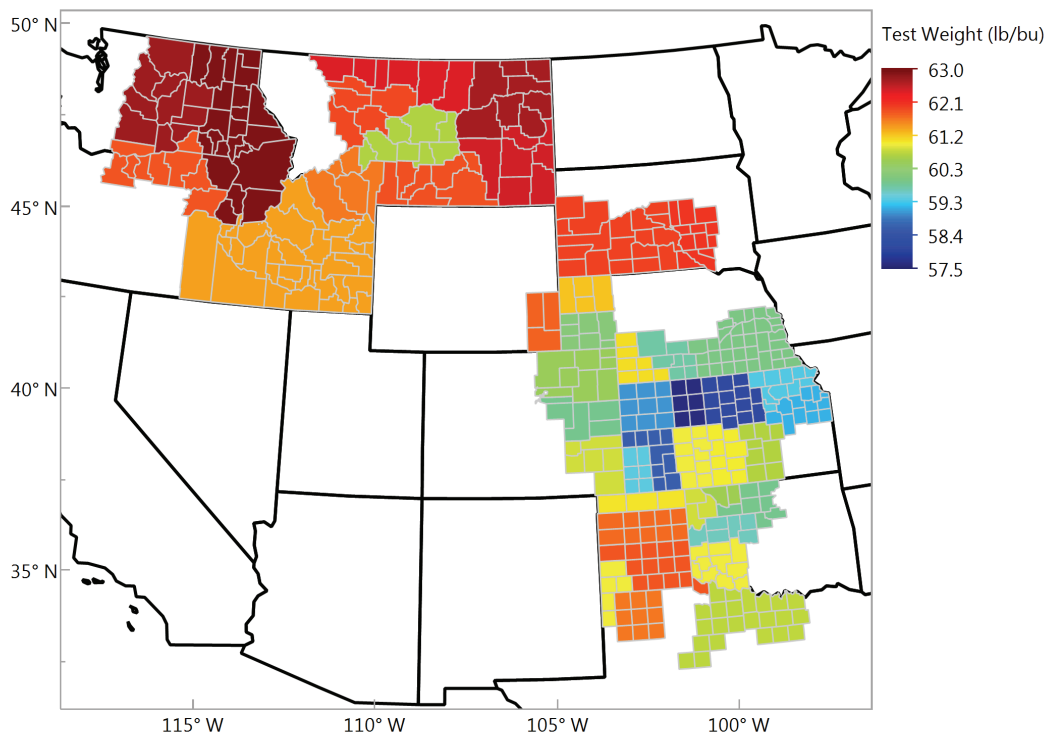 Test Weight (lb/bu)
63.0
62.1
61.2
60.3
59.3
58.4
57.5
50° N
45° N
40° N
35° N
115° W
110° W
105° W
100° W